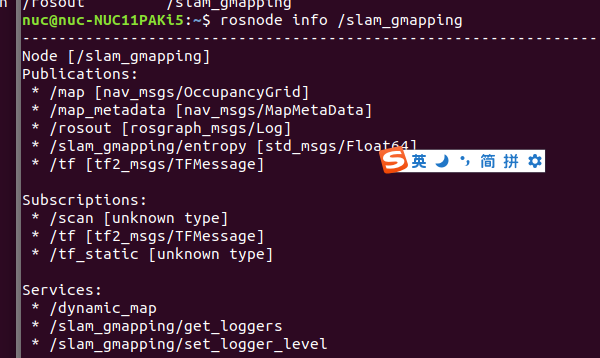 /rosout /slam_gmapping
nuc@nuc-NUC11PAKi5:~$ rosnode info /slam_gmapping
--------------------------------------------------------------------------------
Node [/slam_gmapping]
Publications:
* /map [nav_msgs/OccupancyGrid]
* /map_metadata [nav_msgs/MapMetaData]
* /rosout [rosgraph_msgs/Log]
* /slam_gmapping/entropy [std_msgs/Float64]
* /tf [tf2_msgs/TFMessage]
S 英 简 拼
Subscriptions:
* /scan [unknown type]
* /tf [tf2_msgs/TFMessage]
* /tf_static [unknown type]
Services:
* /dynamic_map
* /slam_gmapping/get_loggers
* /slam_gmapping/set_logger_level